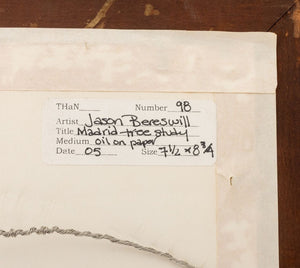 THaN____ Number 98
Artist Jason Bereswill
Title Madrid tree study
Medium oil on paper
Date 05 Size 7 1/2 x 8 3/4